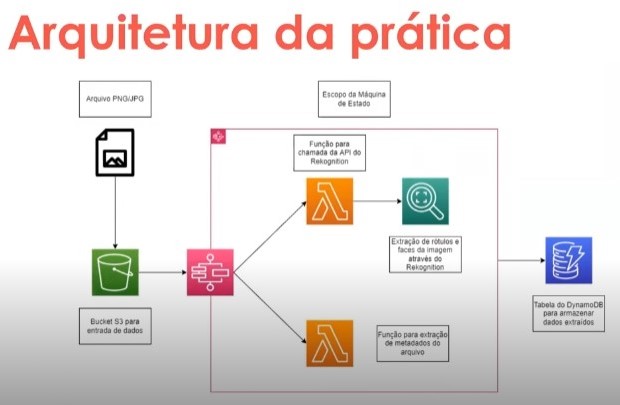 Arquitetura da prática
Arquivo PNG/JPG
Escopo da Máquina
de Estado
Função para
chamada da API do
Rekognition
Extração de rótulos e
faces da imagem
através do
Rekognition
Bucket S3 para
entrada de dados
Função para extração
de metadados do
arquivo
Tabela do DynamoDB
para armazenar
dados extraídos